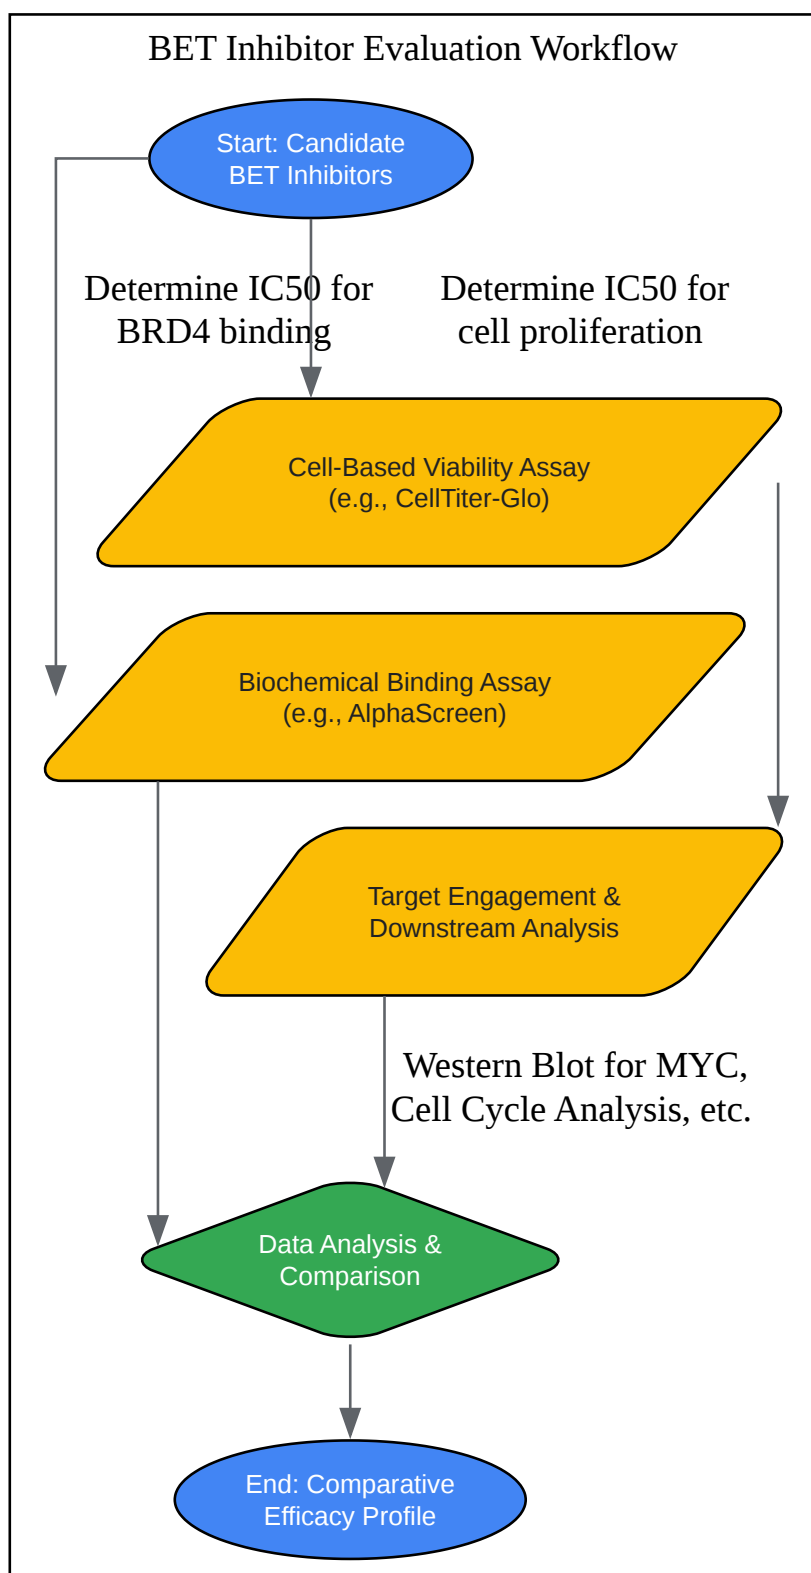 BET Inhibitor Evaluation Workflow
Start: Candidate
BET Inhibitors
Determine IC50 for
BRD4 binding
Determine IC50 for
cell proliferation
Cell-Based Viability Assay
(e.g., CellTiter-Glo)
Biochemical Binding Assay
(e.g., AlphaScreen)
Target Engagement &
Downstream Analysis
Western Blot for MYC,
Cell Cycle Analysis, etc.
Data Analysis &
Comparison
End: Comparative
Efficacy Profile